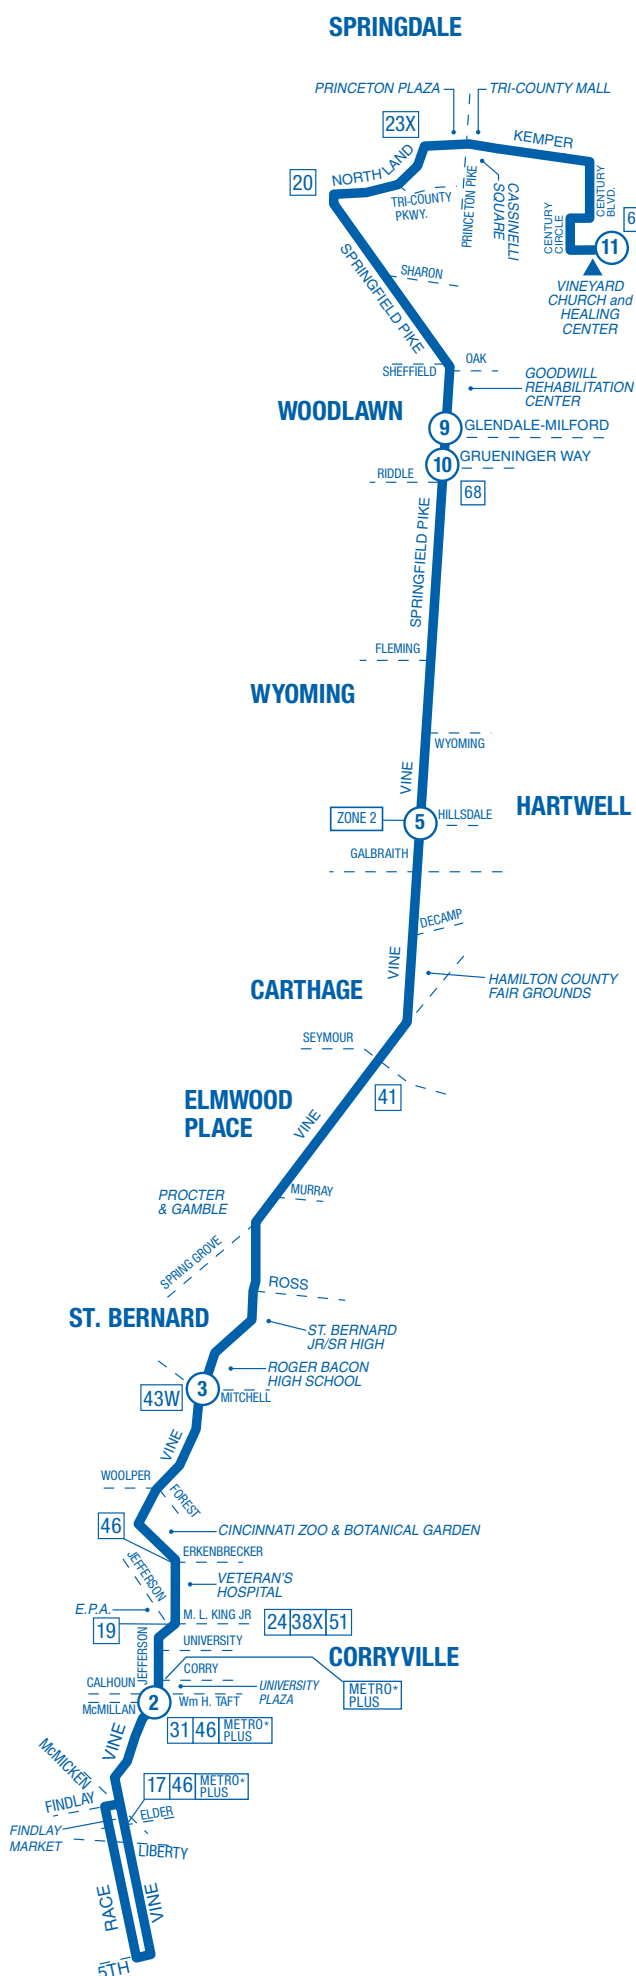 SPRINGDALE
PRINCETON PLAZA
TRI-COUNTY MALL
23X
KEMPER
NORTHLAND
20
TRI-COUNTY
PKWY.
PRINCETON PIKE
CASSINELLI
SQUARE
CENTURY
BLVD.
CENTURY
CIRCLE
6
11
VINEYARD
CHURCH and
HEALING
CENTER
SPRINGFIELD PIKE
SHARON
SHEFFIELD
OAK
GOODWILL
REHABILITATION
CENTER
WOODLAWN
9
GLENDALE-MILFORD
10
GRUENINGER WAY
RIDDLE
68
SPRINGFIELD PIKE
FLEMING
WYOMING
WYOMING
VINE
HARTWELL
ZONE 2
5
HILLSDALE
GALBRAITH
DECAMP
VINE
HAMILTON COUNTY
FAIR GROUNDS
CARTHAGE
SEYMOUR
41
ELMWOOD
PLACE
VINE
MURRAY
PROCTER
& GAMBLE
SPRING GROVE
ROSS
ST. BERNARD
ST. BERNARD
JR/SR HIGH
ROGER BACON
HIGH SCHOOL
43W
3
MITCHELL
VINE
WOOLPER
FOREST
46
CINCINNATI ZOO & BOTANICAL GARDEN
ERKENBRECKER
JEFFERSON
VETERAN'S
HOSPITAL
E.P.A.
19
M. L. KING JR
24 38X 51
JEFFERSON
UNIVERSITY
CORRYVILLE
CORRY
CALHOUN
UNIVERSITY
PLAZA
METRO*
PLUS
McMILLAN
2
Wm H. TAFT
31 46 METRO*
PLUS
VINE
McMICKEN
17 46 METRO*
PLUS
FINDLAY
ELDER
FINDLAY
MARKET
LIBERTY
RACE
VINE
5TH